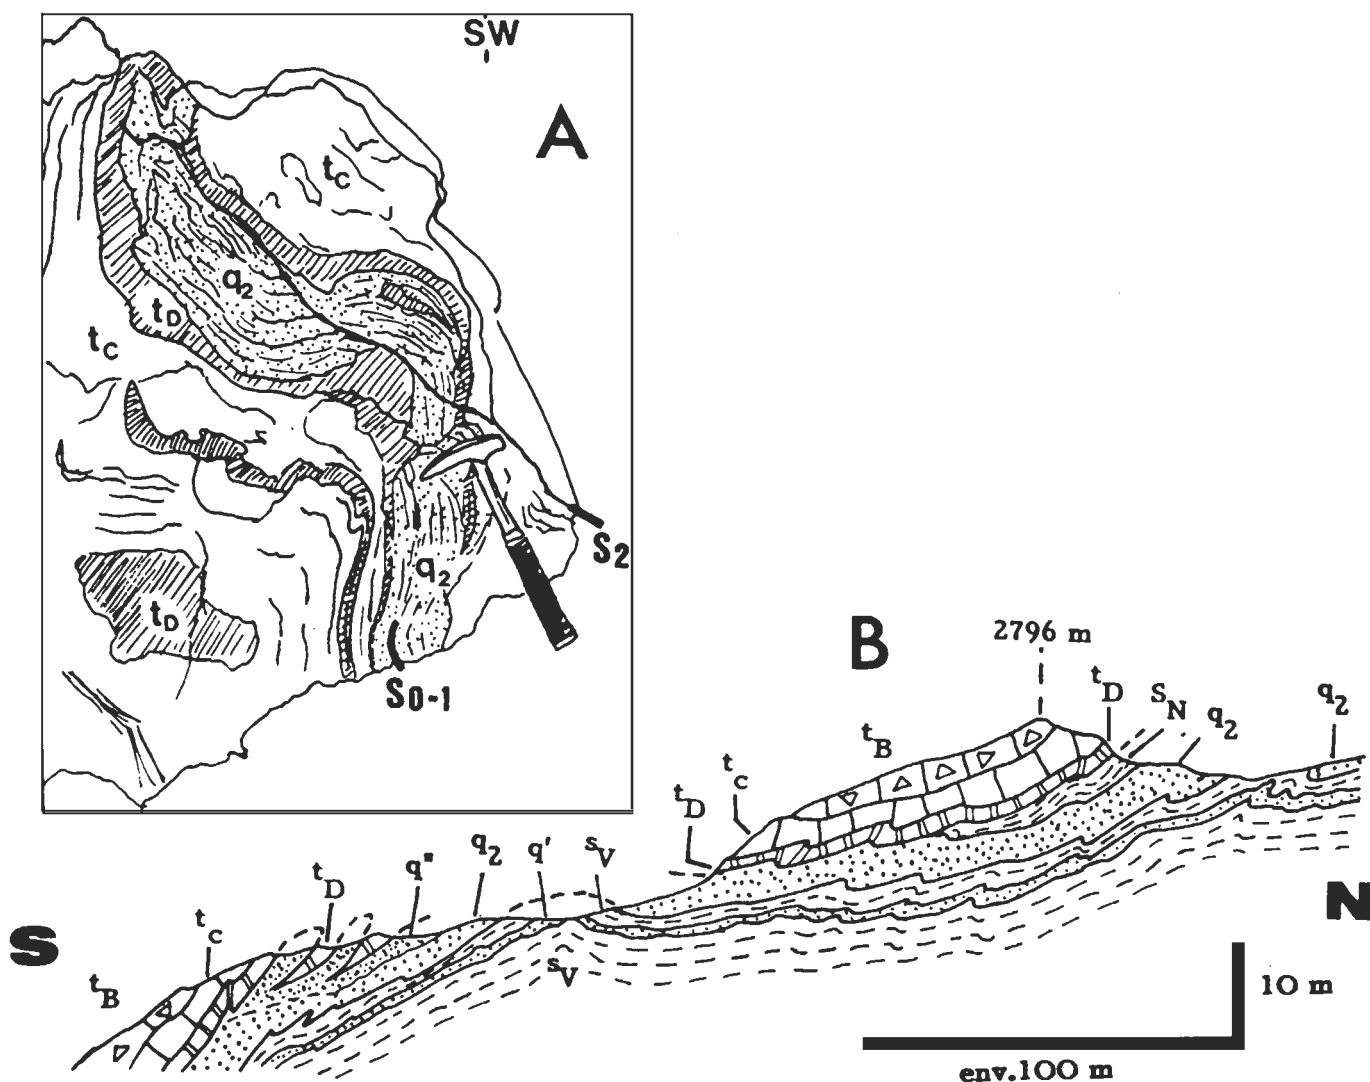 SW
A
tC
q2
tD
tC
S2
q2
tD
S0-1
B
2796 m
tD
SN
q2
q2
tB
tC
tD
sV
q'
q2
q"
tD
tC
N
S
tB
sV
10 m
env.100 m